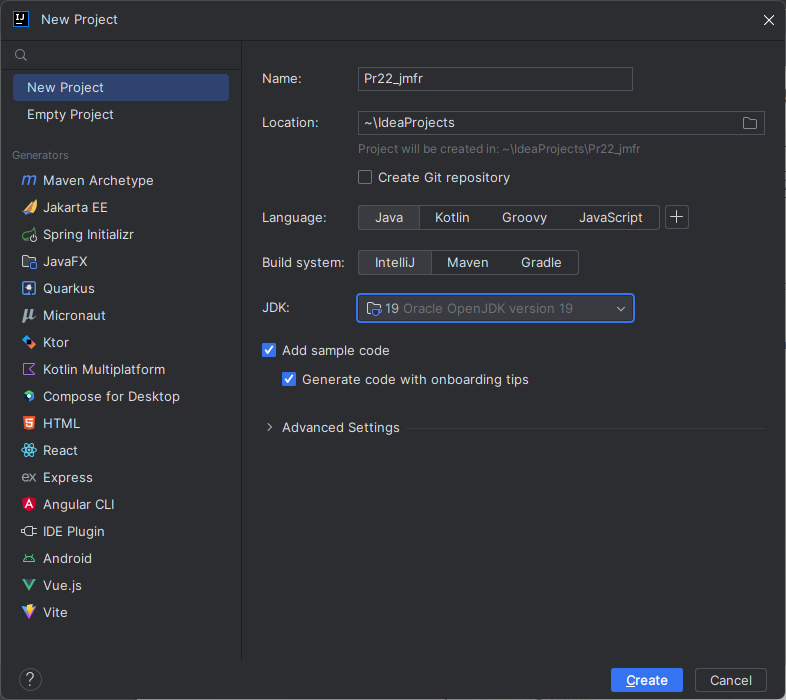 New Project
New Project
Empty Project
Generators
Maven Archetype
Jakarta EE
Spring Initializr
JavaFX
Quarkus
Micronaut
Ktor
Kotlin Multiplatform
Compose for Desktop
HTML
React
ex Express
Angular CLI
IDE Plugin
Android
Vue.js
Vite
Name: Pr22_jmfr
Location: ~\IdeaProjects
Project will be created in: ~\IdeaProjects\Pr22_jmfr
Create Git repository
Language: Java Kotlin Groovy JavaScript +
Build system: IntelliJ Maven Gradle
JDK: 19 Oracle OpenJDK version 19
Add sample code
Generate code with onboarding tips
Advanced Settings
? Create Cancel